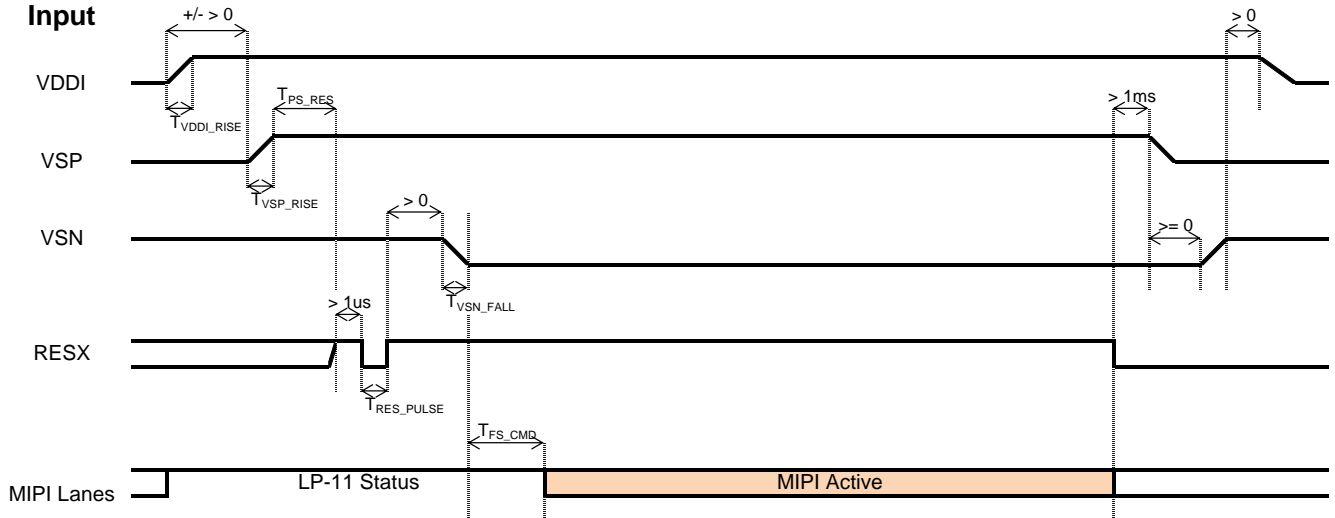 Input
+/- > 0
> 0
VDDI
T_PS_RES
> 1ms
T_VDDI_RISE
VSP
T_VSP_RISE
> 0
>= 0
VSN
T_VSN_FALL
> 1us
RESX
T_RES_PULSE
T_FS_CMD
LP-11 Status
MIPI Active
MIPI Lanes